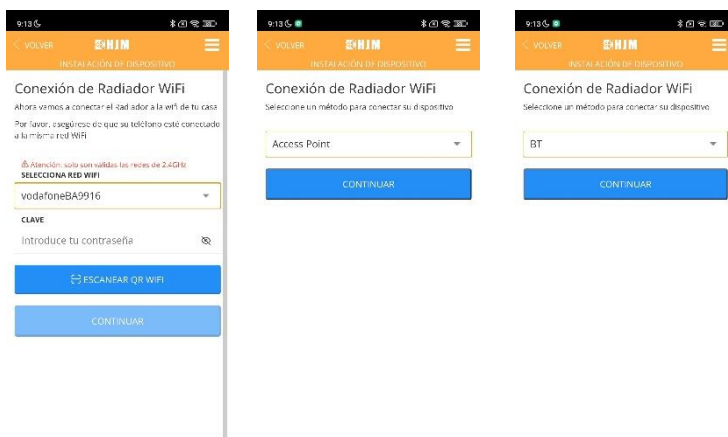 9:13
< VOLVER
HJM
INSTALACIÓN DE DISPOSITIVO
Conexión de Radiador WiFi
Ahora vamos a conectar el Radiador a la wifi de tu casa
Por favor, asegúrese de que su teléfono esté conectado
a la misma red WiFi
Atención: solo son válidas las redes de 2.4GHz
SELECCIONA RED WIFI
vodafoneBA9916
CLAVE
Introduce tu contraseña
ESCANEAR QR WIFI
CONTINUAR
9:13
< VOLVER
HJM
INSTALACIÓN DE DISPOSITIVO
Conexión de Radiador WiFi
Seleccione un método para conectar su dispositivo
Access Point
CONTINUAR
9:13
< VOLVER
HJM
INSTALACIÓN DE DISPOSITIVO
Conexión de Radiador WiFi
Seleccione un método para conectar su dispositivo
BT
CONTINUAR